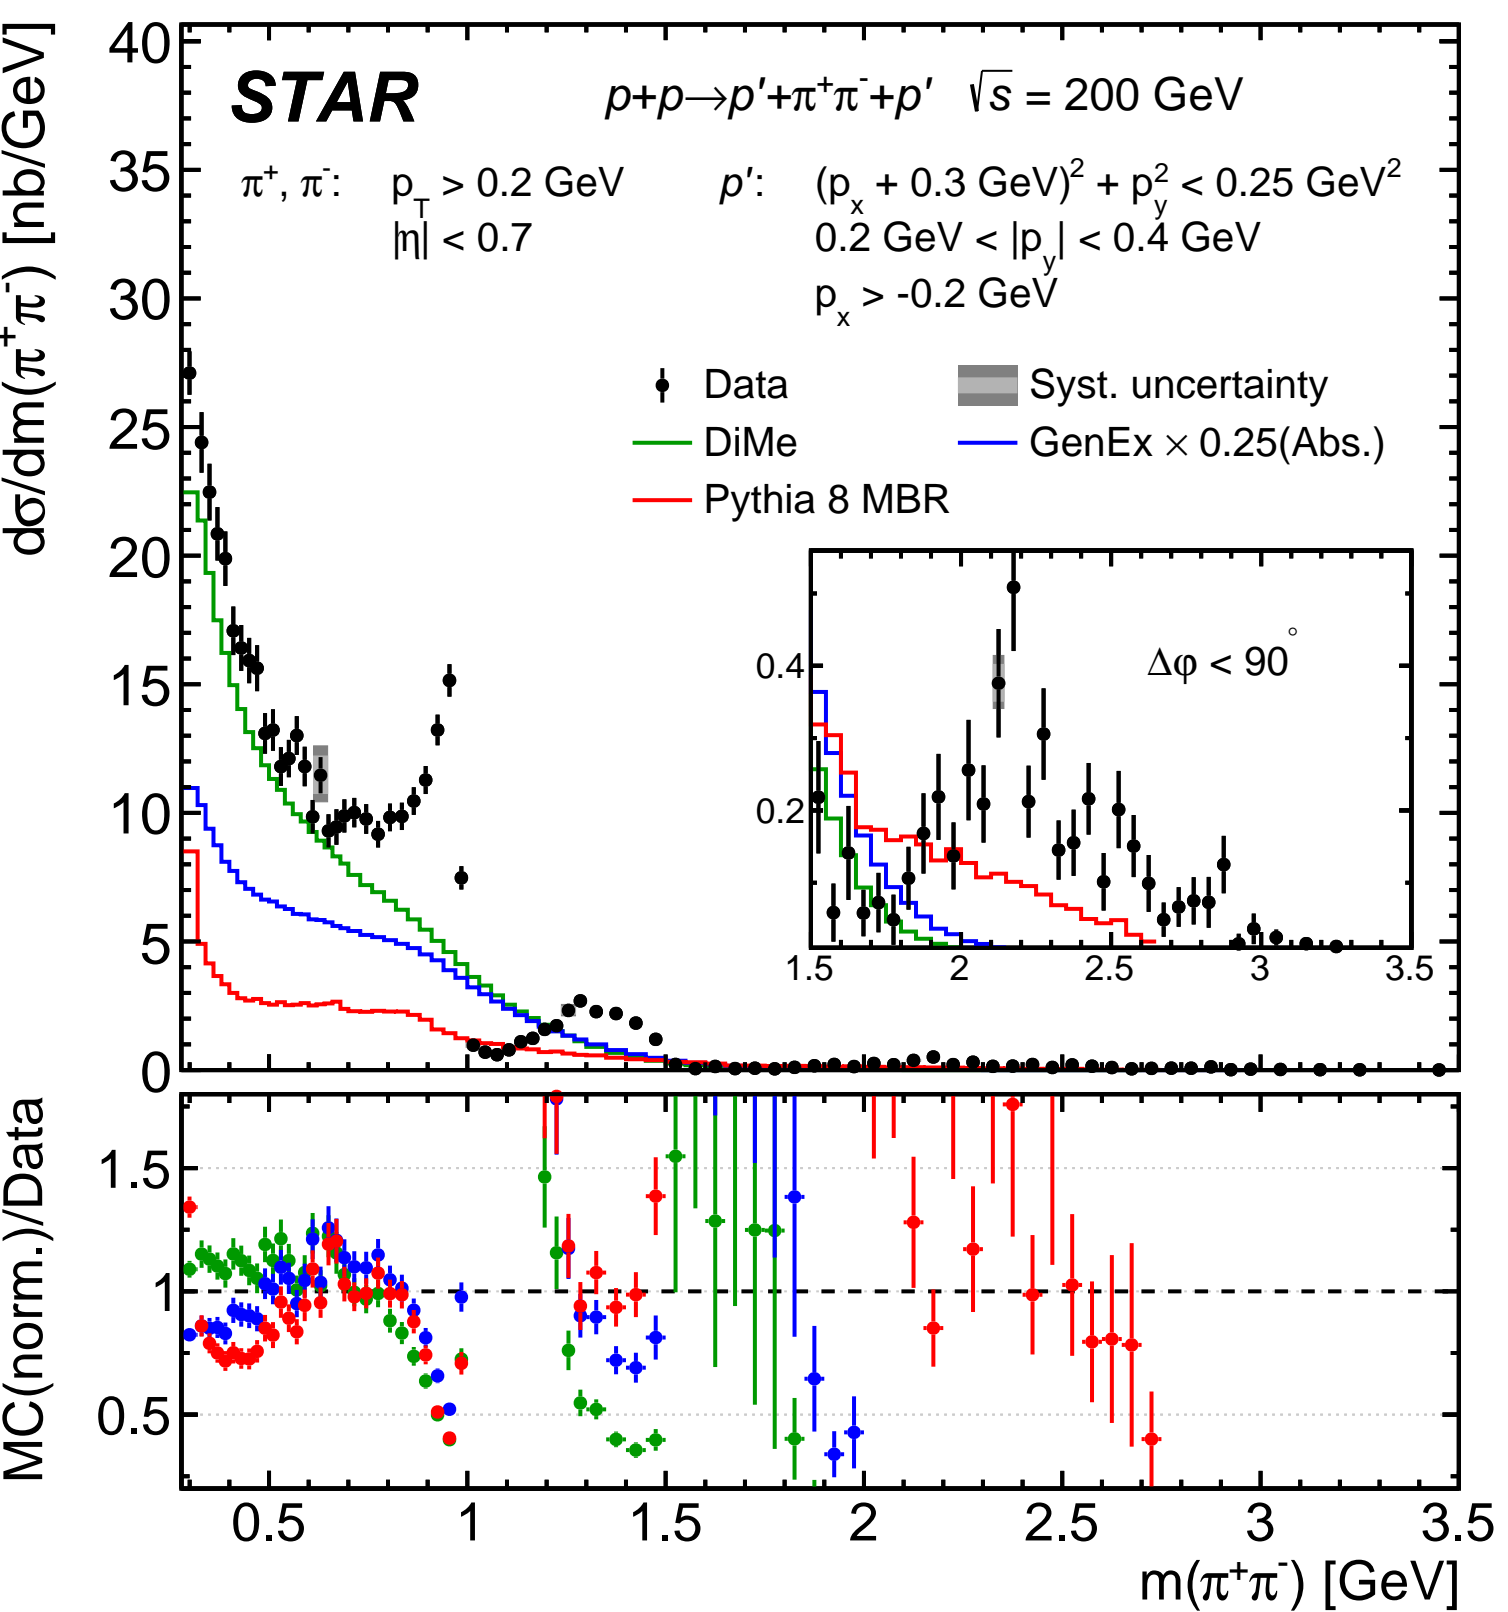 STAR p+p→p′+π⁺π⁻+p′ √s = 200 GeV
π⁺, π⁻: p_T > 0.2 GeV p′: (p_x + 0.3 GeV)² + p_y² < 0.25 GeV²
|η| < 0.7 0.2 GeV < |p_y| < 0.4 GeV
p_x > -0.2 GeV
Data Syst. uncertainty
DiMe GenEx × 0.25(Abs.)
Pythia 8 MBR
dσ/dm(π⁺π⁻) [nb/GeV]
40
35
30
25
20
15
10
5
0
Δφ < 90°
0.4
0.2
1.5 2 2.5 3 3.5
MC(norm.)/Data
1.5
1
0.5
0.5 1 1.5 2 2.5 3 3.5
m(π⁺π⁻) [GeV]